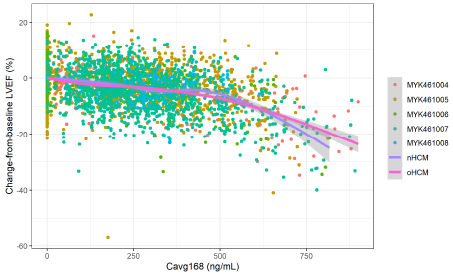 20
0
-20
-40
-60
Change-from-baseline LVEF (%)
0
250
500
750
Cavg168 (ng/mL)
MYK461004
MYK461005
MYK461006
MYK461007
MYK461008
nHCM
oHCM